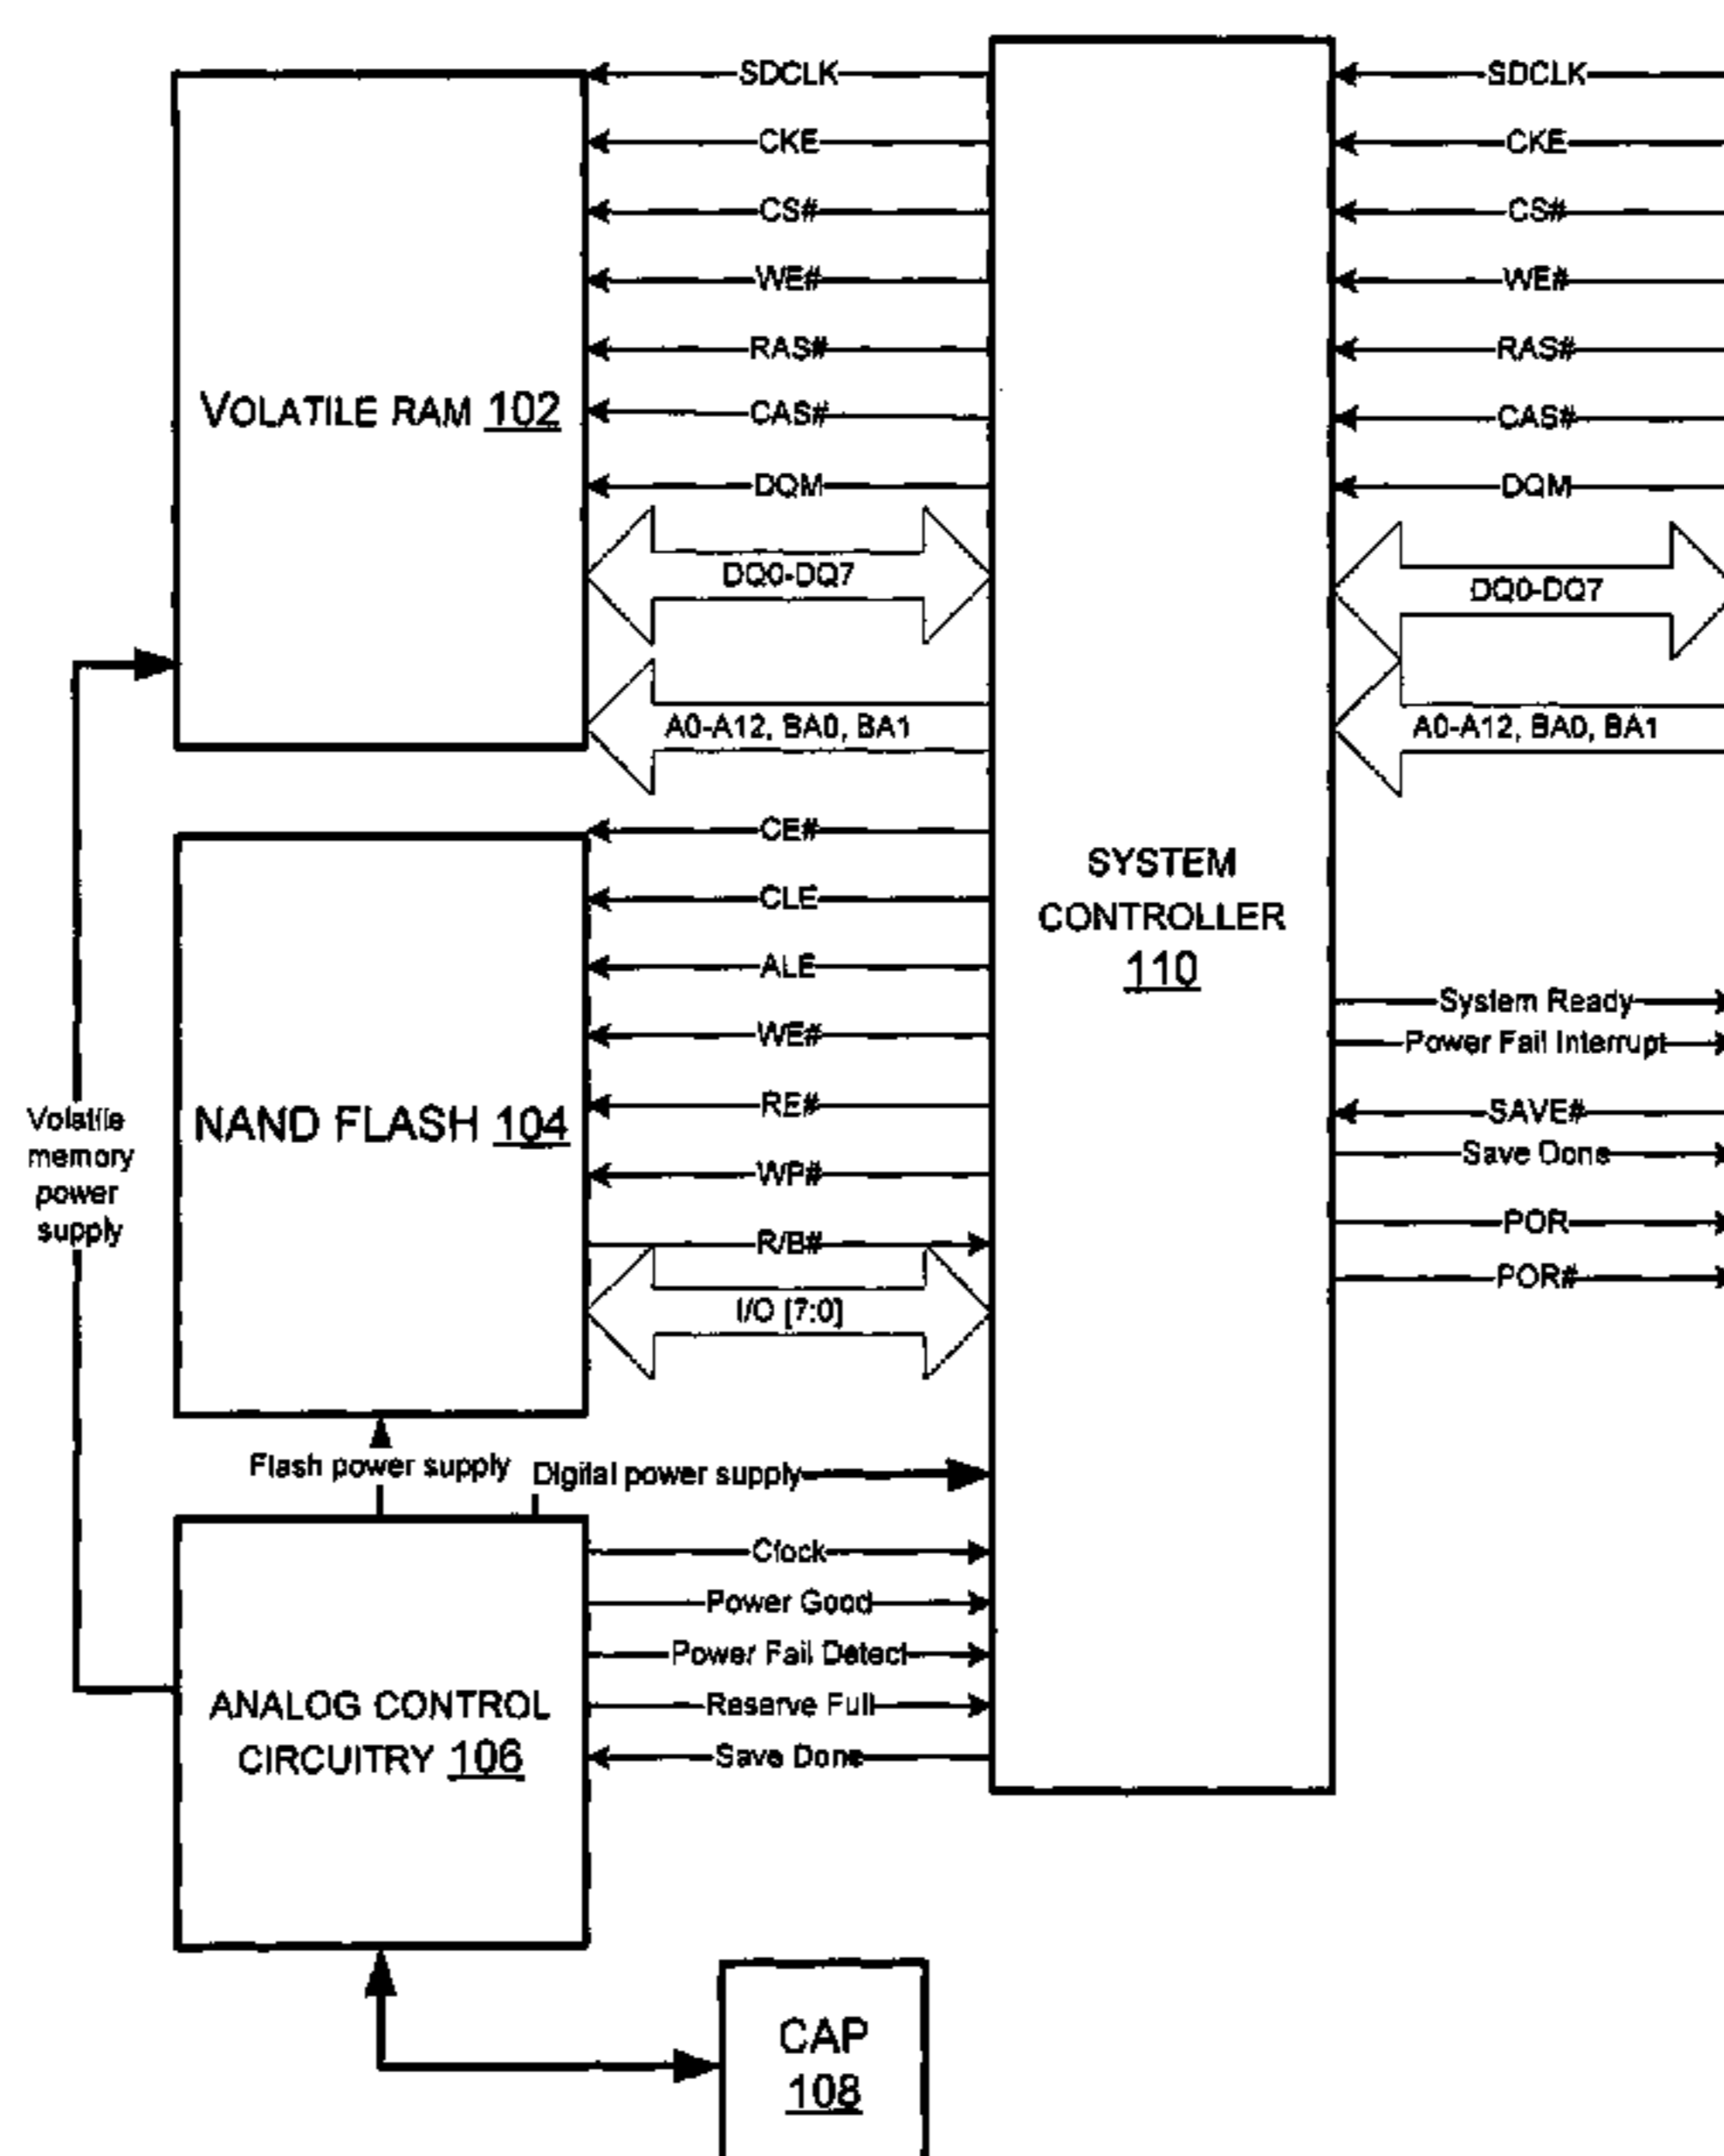 SDCLK
CKE
CS#
WE#
RAS#
CAS#
DQM
DQ0-DQ7
A0-A12, BA0, BA1
VOLATILE RAM 102
SDCLK
CKE
CS#
WE#
RAS#
CAS#
DQM
DQ0-DQ7
A0-A12, BA0, BA1
CE#
CLE
ALE
WE#
RE#
WP#
R/B#
I/O [7:0]
NAND FLASH 104
SYSTEM
CONTROLLER
110
System Ready
Power Fail Interrupt
SAVE#
Save Done
POR
POR#
Volatile
memory
power
supply
Flash power supply
Digital power supply
Clock
Power Good
Power Fail Detect
Reserve Full
Save Done
ANALOG CONTROL
CIRCUITRY 106
CAP
108